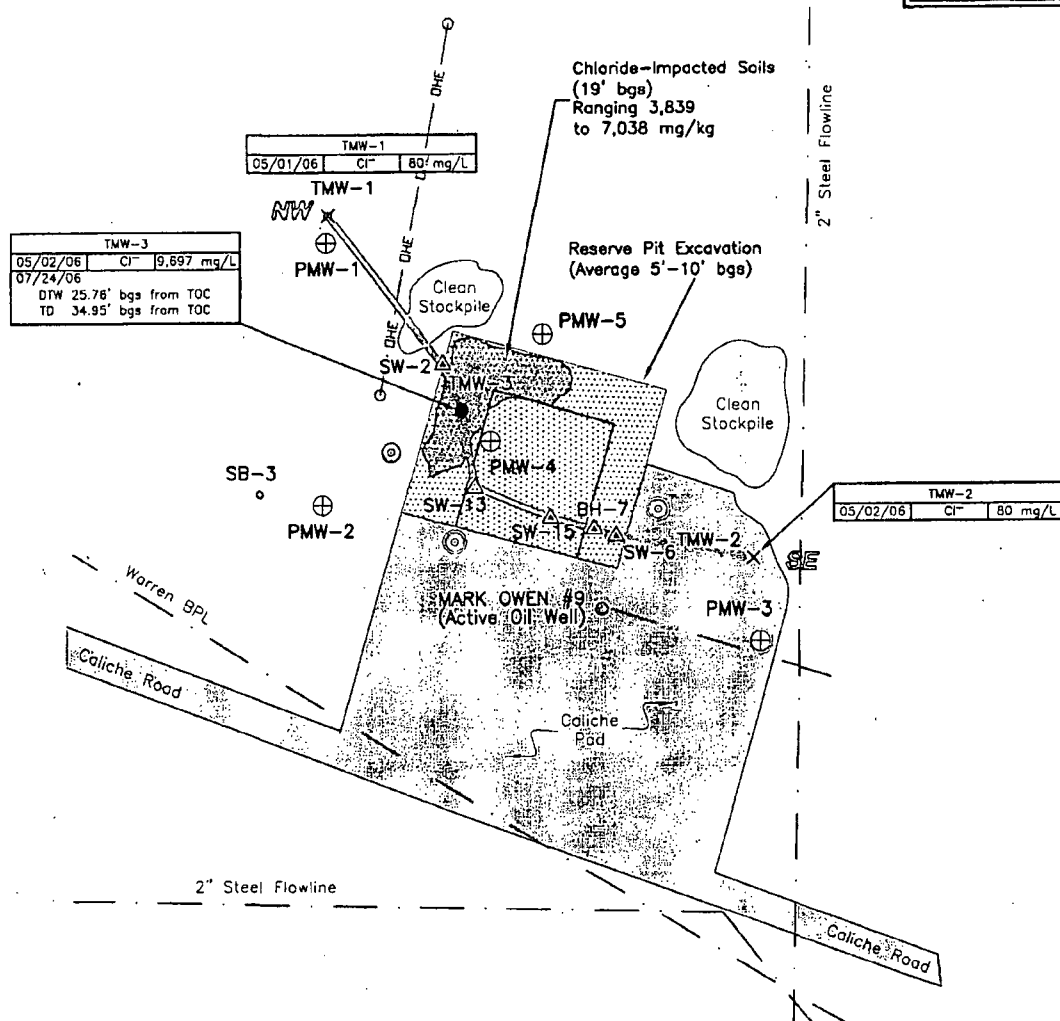 Chloride-Impacted Soils
(19' bgs)
Ranging 3,839
to 7,038 mg/kg
OHE
2" Steel Flowline
TMW-1
05/01/06 Cl⁻ 80 mg/L
OHE
TMW-1
NW
PMW-1
OHE
TMW-3
05/02/06 Cl⁻ 9,697 mg/L
07/24/06
DTW 25.76' bgs from TOC
TD 34.95' bgs from TOC
Reserve Pit Excavation
(Average 5'-10' bgs)
Clean
Stockpile
OHE
PMW-5
SW-2
TMW-3
Clean
Stockpile
PMW-4
SB-3
PMW-2
SW-13
SW-15
BH-7
SW-6
TMW-2
TMW-2
05/02/06 Cl⁻ 80 mg/L
SE
MARK OWEN #9
(Active Oil Well)
PMW-3
Warren BPL
Caliche Road
Caliche
Pad
2" Steel Flowline
Caliche Road